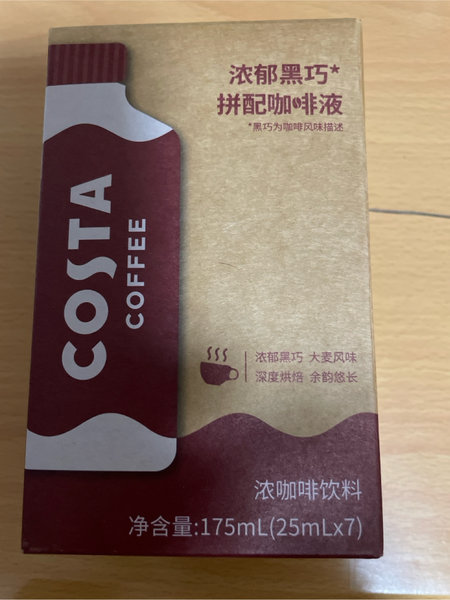 浓郁黑巧*
拼配咖啡液
*黑巧为咖啡风味描述
COSTA
COFFEE
浓郁黑巧 大麦风味
深度烘焙 余韵悠长
浓咖啡饮料
净含量:175mL(25mLx7)